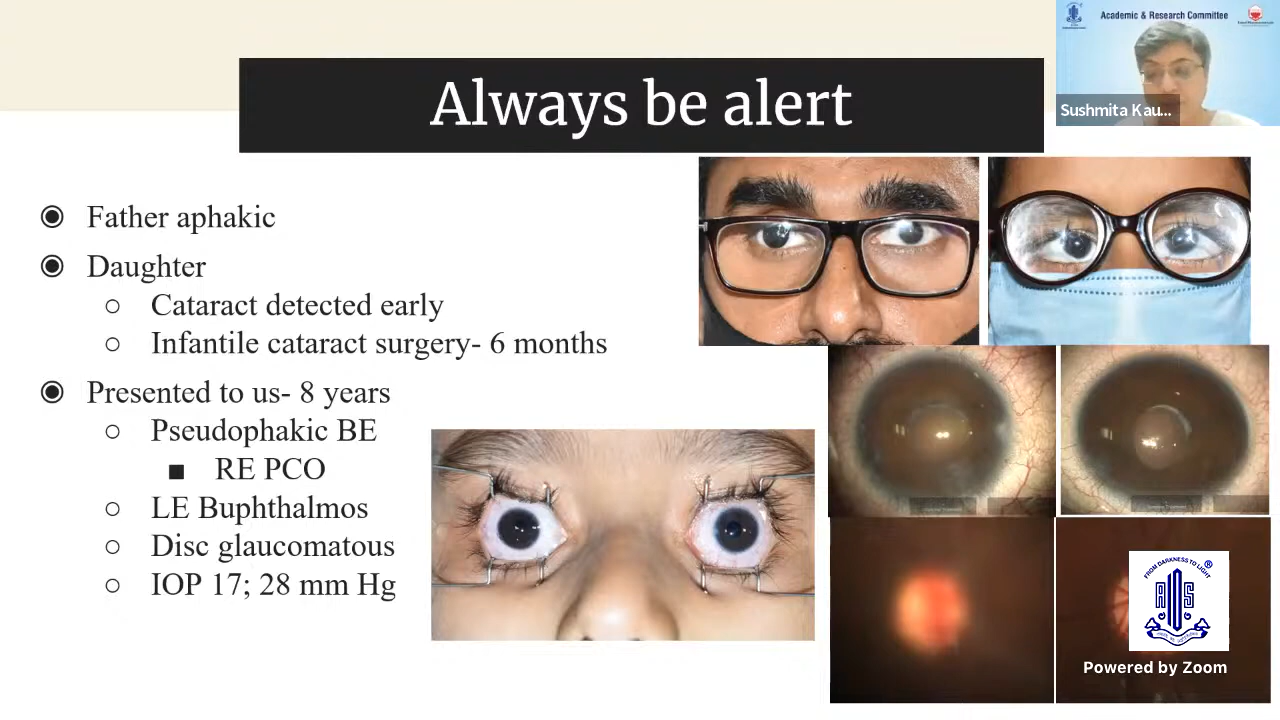 Academic & Research Committee
Sushmita Kau...
Always be alert
Father aphakic
Daughter
Cataract detected early
Infantile cataract surgery- 6 months
Presented to us- 8 years
Pseudophakic BE
RE PCO
LE Buphthalmos
Disc glaucomatous
IOP 17; 28 mm Hg
FROM DARKNESS TO LIGHT
AIOS
Powered by Zoom